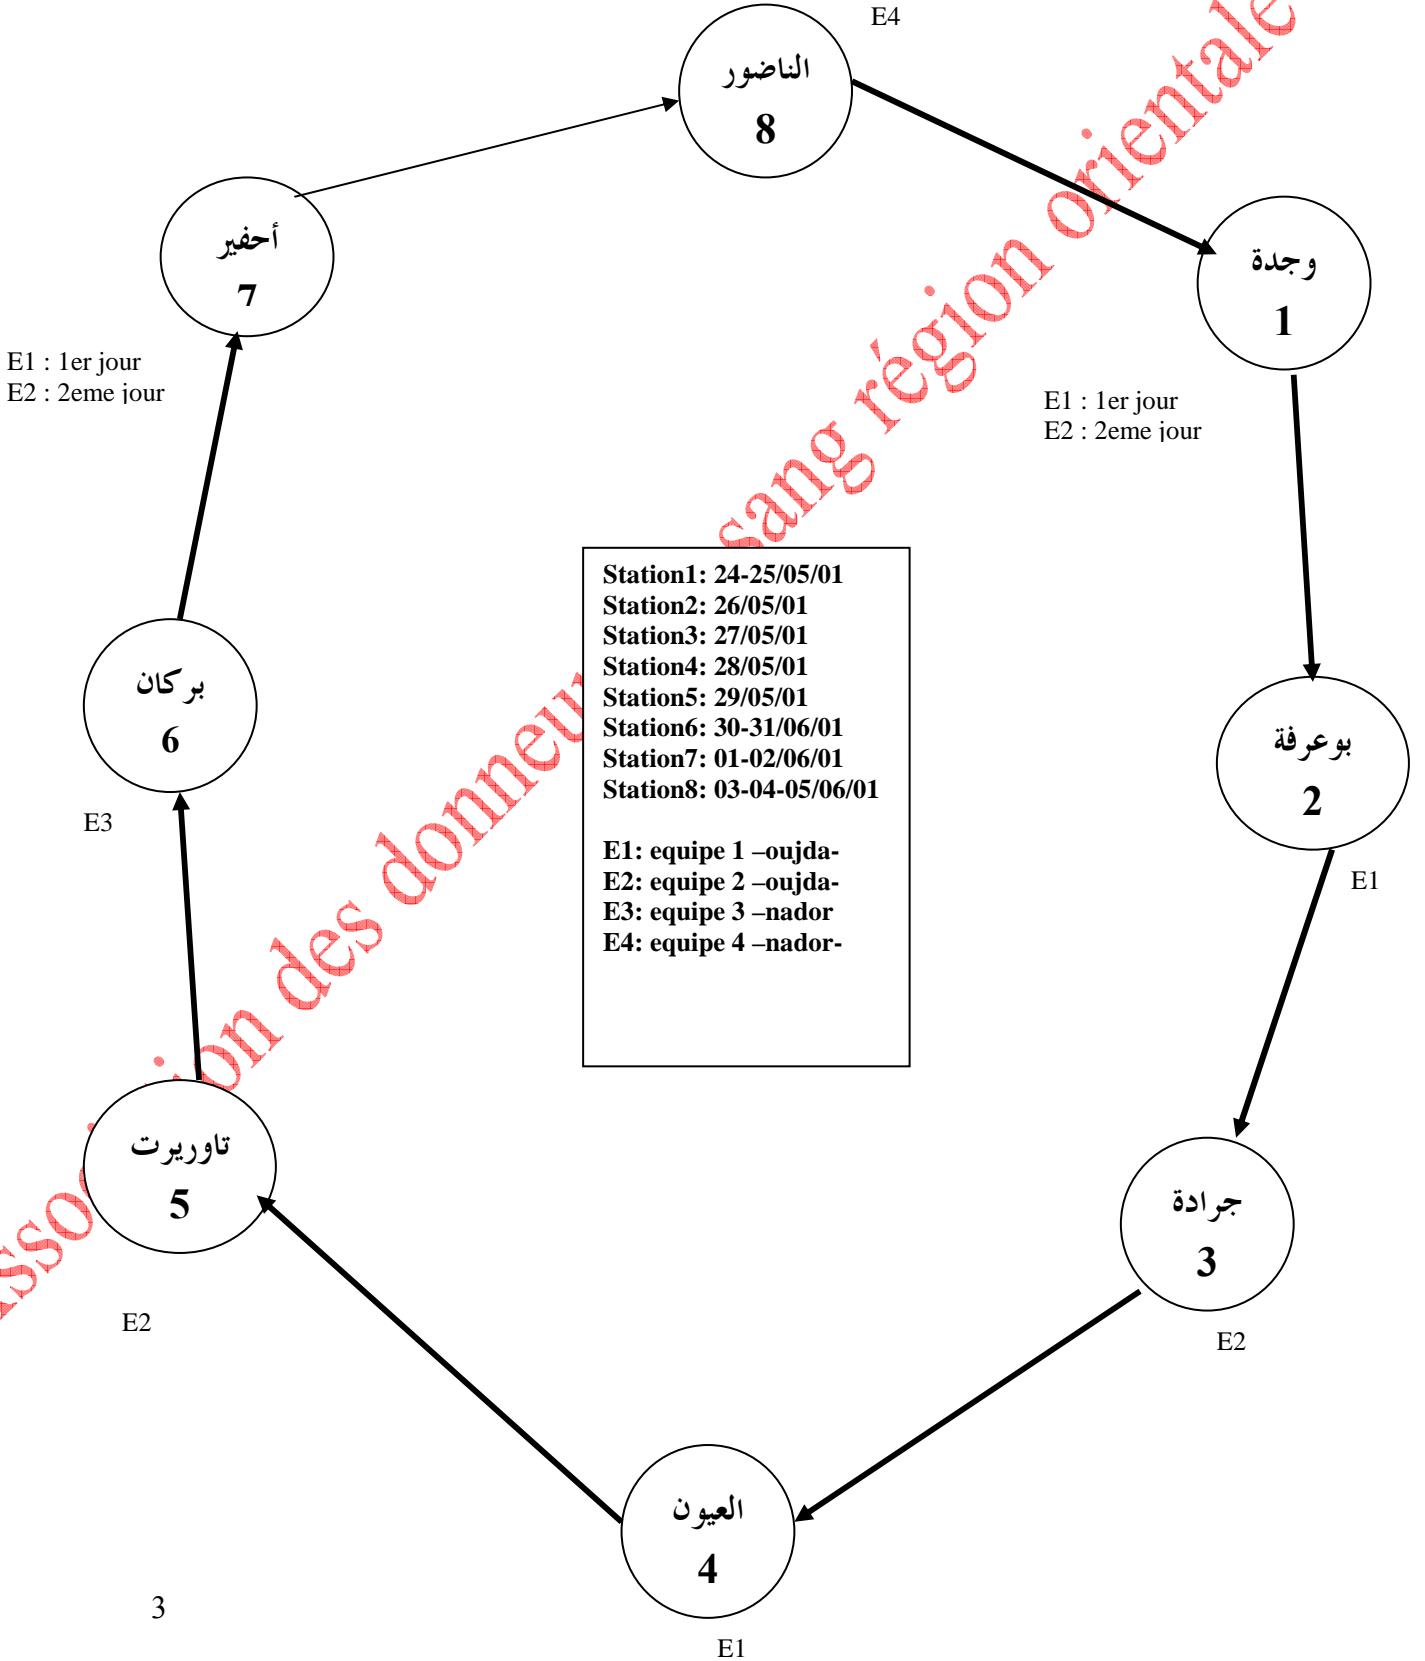 E4
الناضور
8
أحفير
7
وجدة
1
E1 : 1er jour
E2 : 2eme jour
E1 : 1er jour
E2 : 2eme jour
Station1: 24-25/05/01
Station2: 26/05/01
Station3: 27/05/01
Station4: 28/05/01
Station5: 29/05/01
Station6: 30-31/06/01
Station7: 01-02/06/01
Station8: 03-04-05/06/01
E1: equipe 1 –oujda-
E2: equipe 2 –oujda-
E3: equipe 3 –nador
E4: equipe 4 –nador-
بركان
6
E3
بوعرفة
2
E1
تاوريرت
5
E2
جرادة
3
E2
العيون
4
E1
3
des
sang région orientale